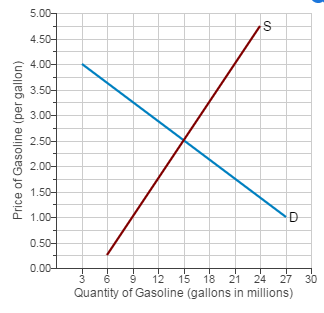 Price of Gasoline (per gallon)
5.00
4.50
4.00
3.50
3.00
2.50
2.00
1.50
1.00
0.50
0.00
S
D
3 6 9 12 15 18 21 24 27 30
Quantity of Gasoline (gallons in millions)